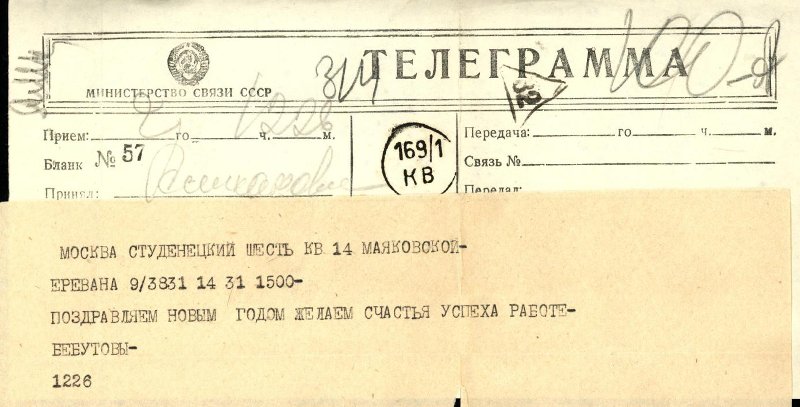 ТЕЛЕГРАММА
МИНИСТЕРСТВО СВЯЗИ СССР
32
Прием: го ч. м.
Бланк № 57
Принял:
169/1
КВ
Передача: го ч. м.
Связь №
Передал
МОСКВА СТУДЕНЕЦКИЙ ШЕСТЬ КВ 14 МАЯКОВСКОЙ-
ЕРЕВАНА 9/3831 14 31 1500-
ПОЗДРАВЛЯЕМ НОВЫМ ГОДОМ ЖЕЛАЕМ СЧАСТЬЯ УСПЕХА РАБОТЕ-
БЕБУТОВЫ-
1226